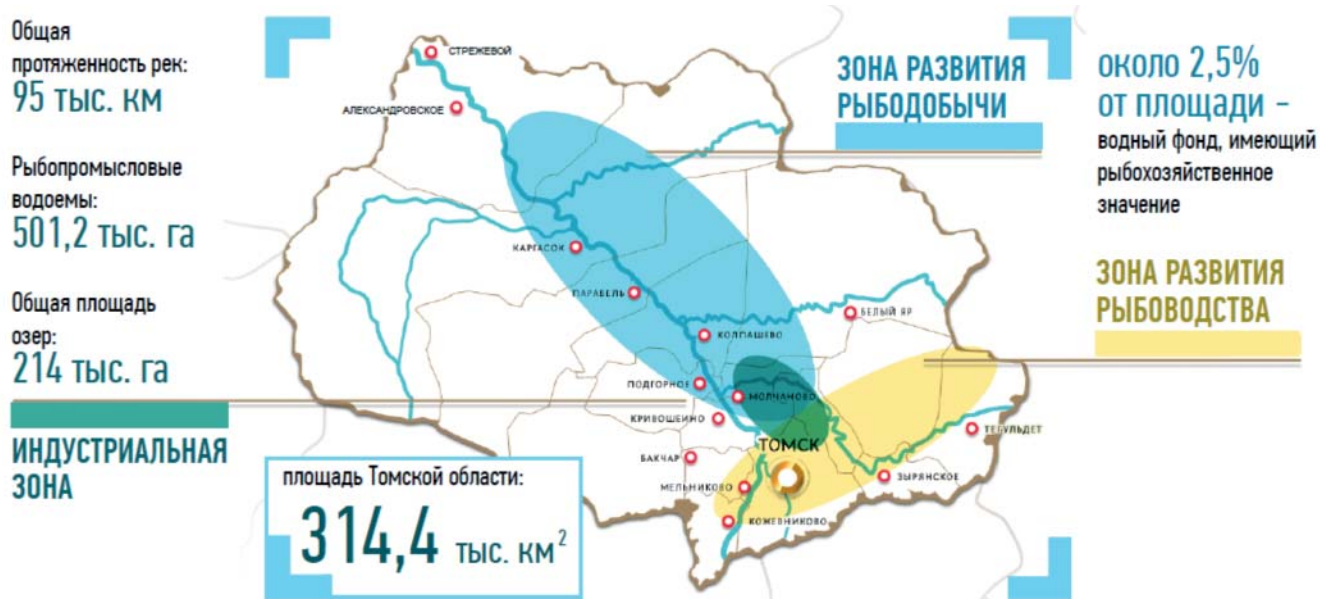 Общая
протяженность рек:
95 тыс. км
Рыбопромысловые
водоемы:
501,2 тыс. га
Общая площадь
озер:
214 тыс. га
ИНДУСТРИАЛЬНАЯ
ЗОНА
СТРЕЖЕВОЙ
АЛЕКСАНДРОВСКОЕ
КАРГАСОК
ПАРАБЕЛЬ
КОЛПАШЕВО
БЕЛЫЙ ЯР
ПОДГОРНОЕ
МОЛЧАНОВО
КРИВОШЕИНО
ТОМСК
ТЕГУЛЬДЕТ
БАКЧАР
ЗЫРЯНСКОЕ
МЕЛЬНИКОВО
КОЖЕВНИКОВО
площадь Томской области:
314,4 тыс. км²
ЗОНА РАЗВИТИЯ
РЫБОДОБЫЧИ
ОКОЛО 2,5%
ОТ ПЛОЩАДИ –
водный фонд, имеющий
рыбохозяйственное
значение
ЗОНА РАЗВИТИЯ
РЫБОВОДСТВА